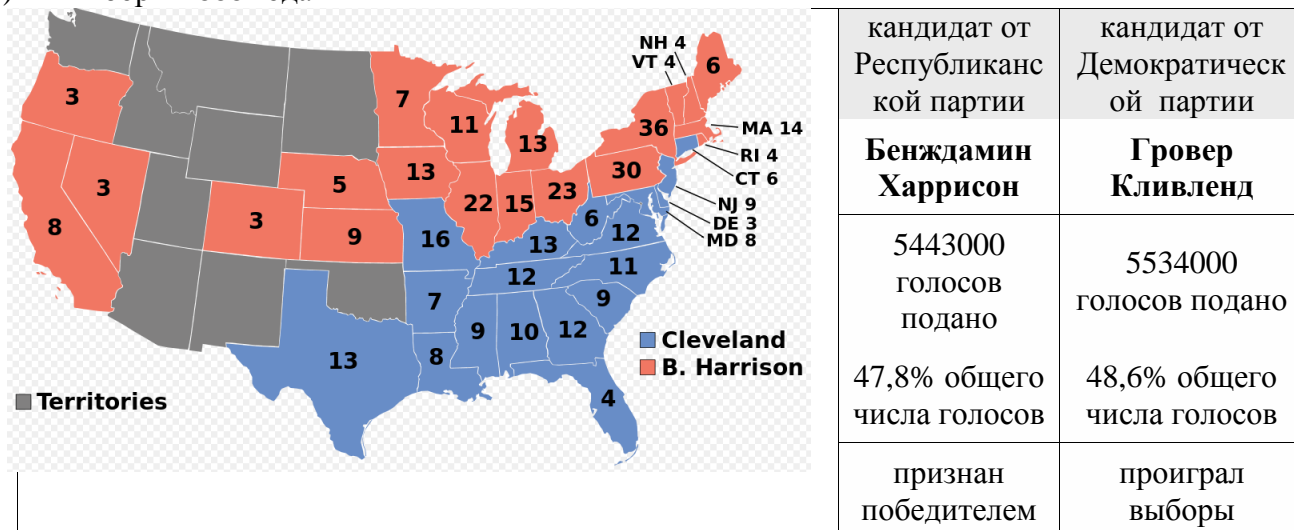 NH 4
VT 4
6
3
7
11
13
36
MA 14
RI 4
CT 6
3
5
13
22
15
23
30
NJ 9
DE 3
MD 8
8
3
9
16
13
6
12
12
11
7
9
9
10
12
13
8
4
Cleveland
B. Harrison
Territories
кандидат от
Республиканс
кой партии
кандидат от
Демократическ
ой партии
Бенждамин
Харрисон
Гровер
Кливленд
5443000
голосов
подано
5534000
голосов подано
47,8% общего
числа голосов
48,6% общего
числа голосов
признан
победителем
проиграл
выборы